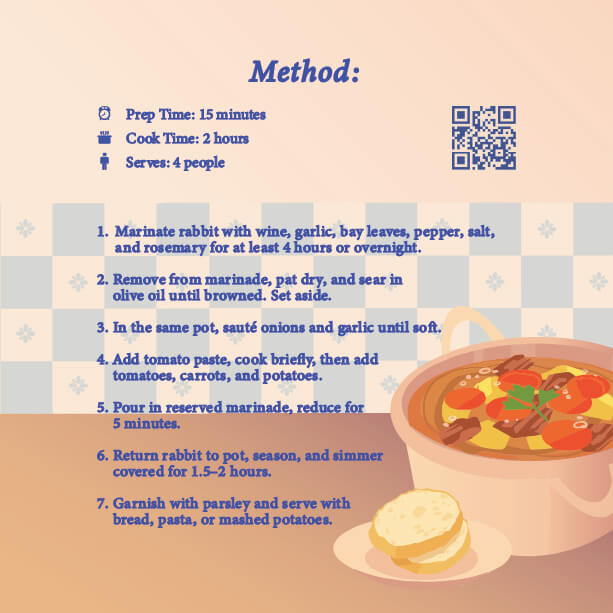 Method:
Prep Time: 15 minutes
Cook Time: 2 hours
Serves: 4 people
1. Marinate rabbit with wine, garlic, bay leaves, pepper, salt,
and rosemary for at least 4 hours or overnight.
2. Remove from marinade, pat dry, and sear in
olive oil until browned. Set aside.
3. In the same pot, sauté onions and garlic until soft.
4. Add tomato paste, cook briefly, then add
tomatoes, carrots, and potatoes.
5. Pour in reserved marinade, reduce for
5 minutes.
6. Return rabbit to pot, season, and simmer
covered for 1.5–2 hours.
7. Garnish with parsley and serve with
bread, pasta, or mashed potatoes.